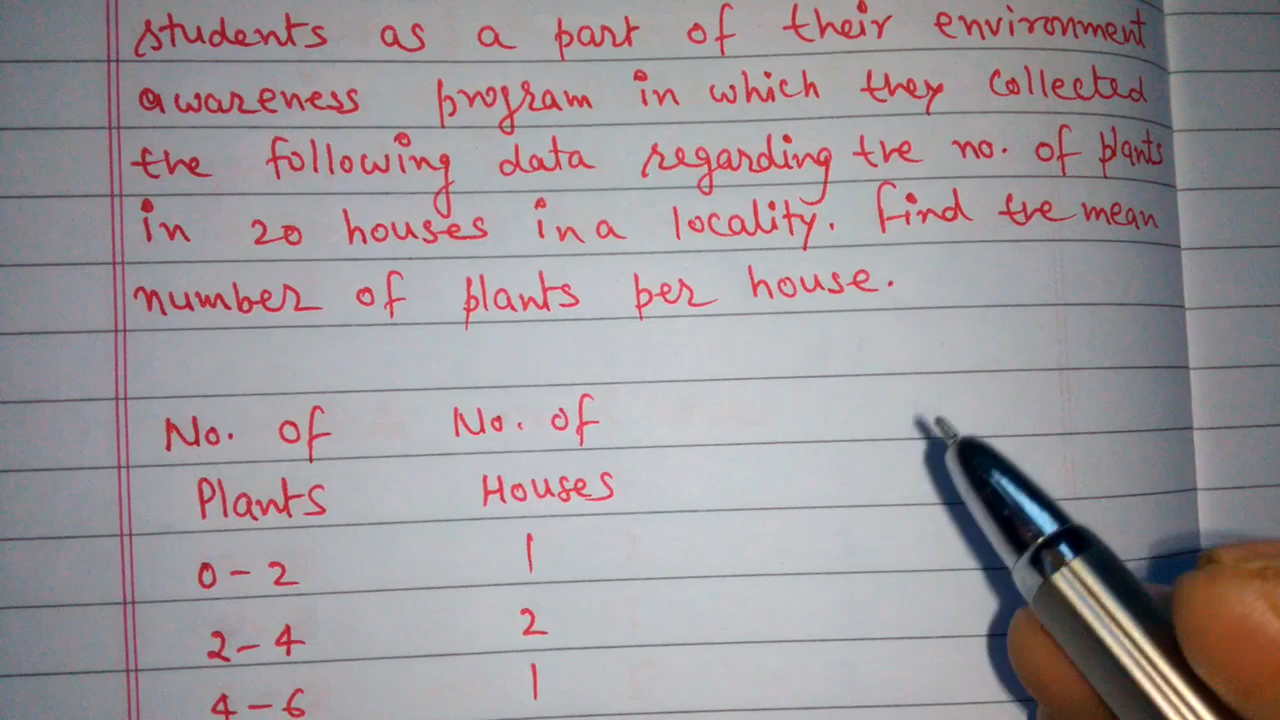 students as a part of their environment
awareness program in which they collected
the following data regarding the no. of plants
in 20 houses in a locality. Find the mean
number of plants per house.
No. of No. of
Plants Houses
0-2 1
2-4 2
4-6 1